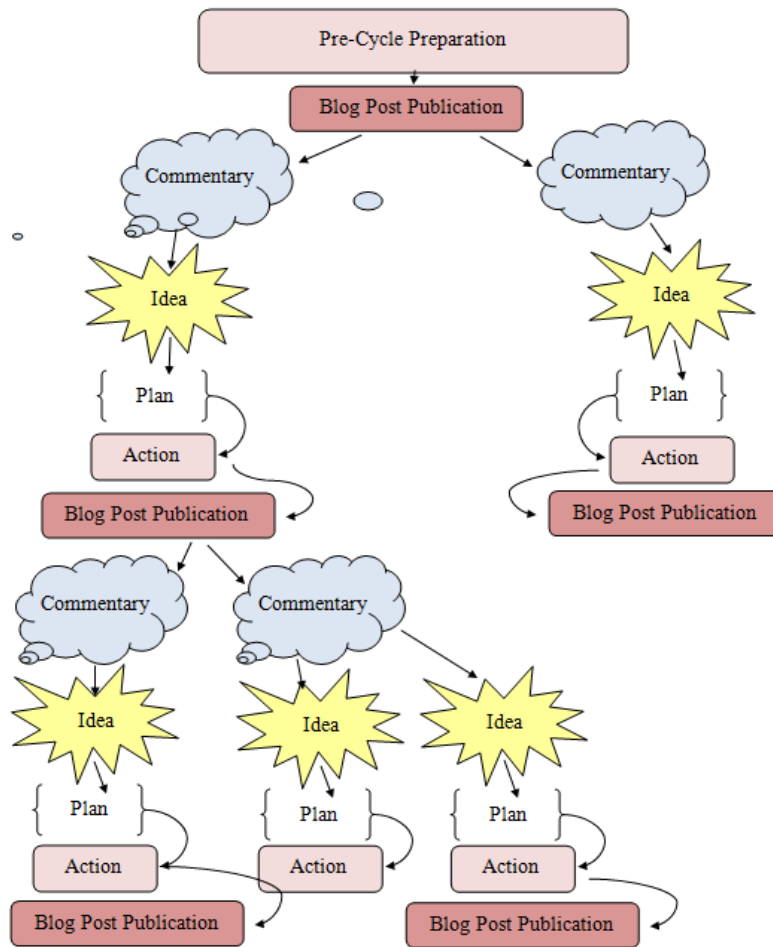 Pre-Cycle Preparation
Blog Post Publication
Commentary
Commentary
Idea
Idea
Plan
Plan
Action
Action
Blog Post Publication
Blog Post Publication
Commentary
Commentary
Idea
Idea
Idea
Plan
Plan
Plan
Action
Action
Action
Blog Post Publication
Blog Post Publication